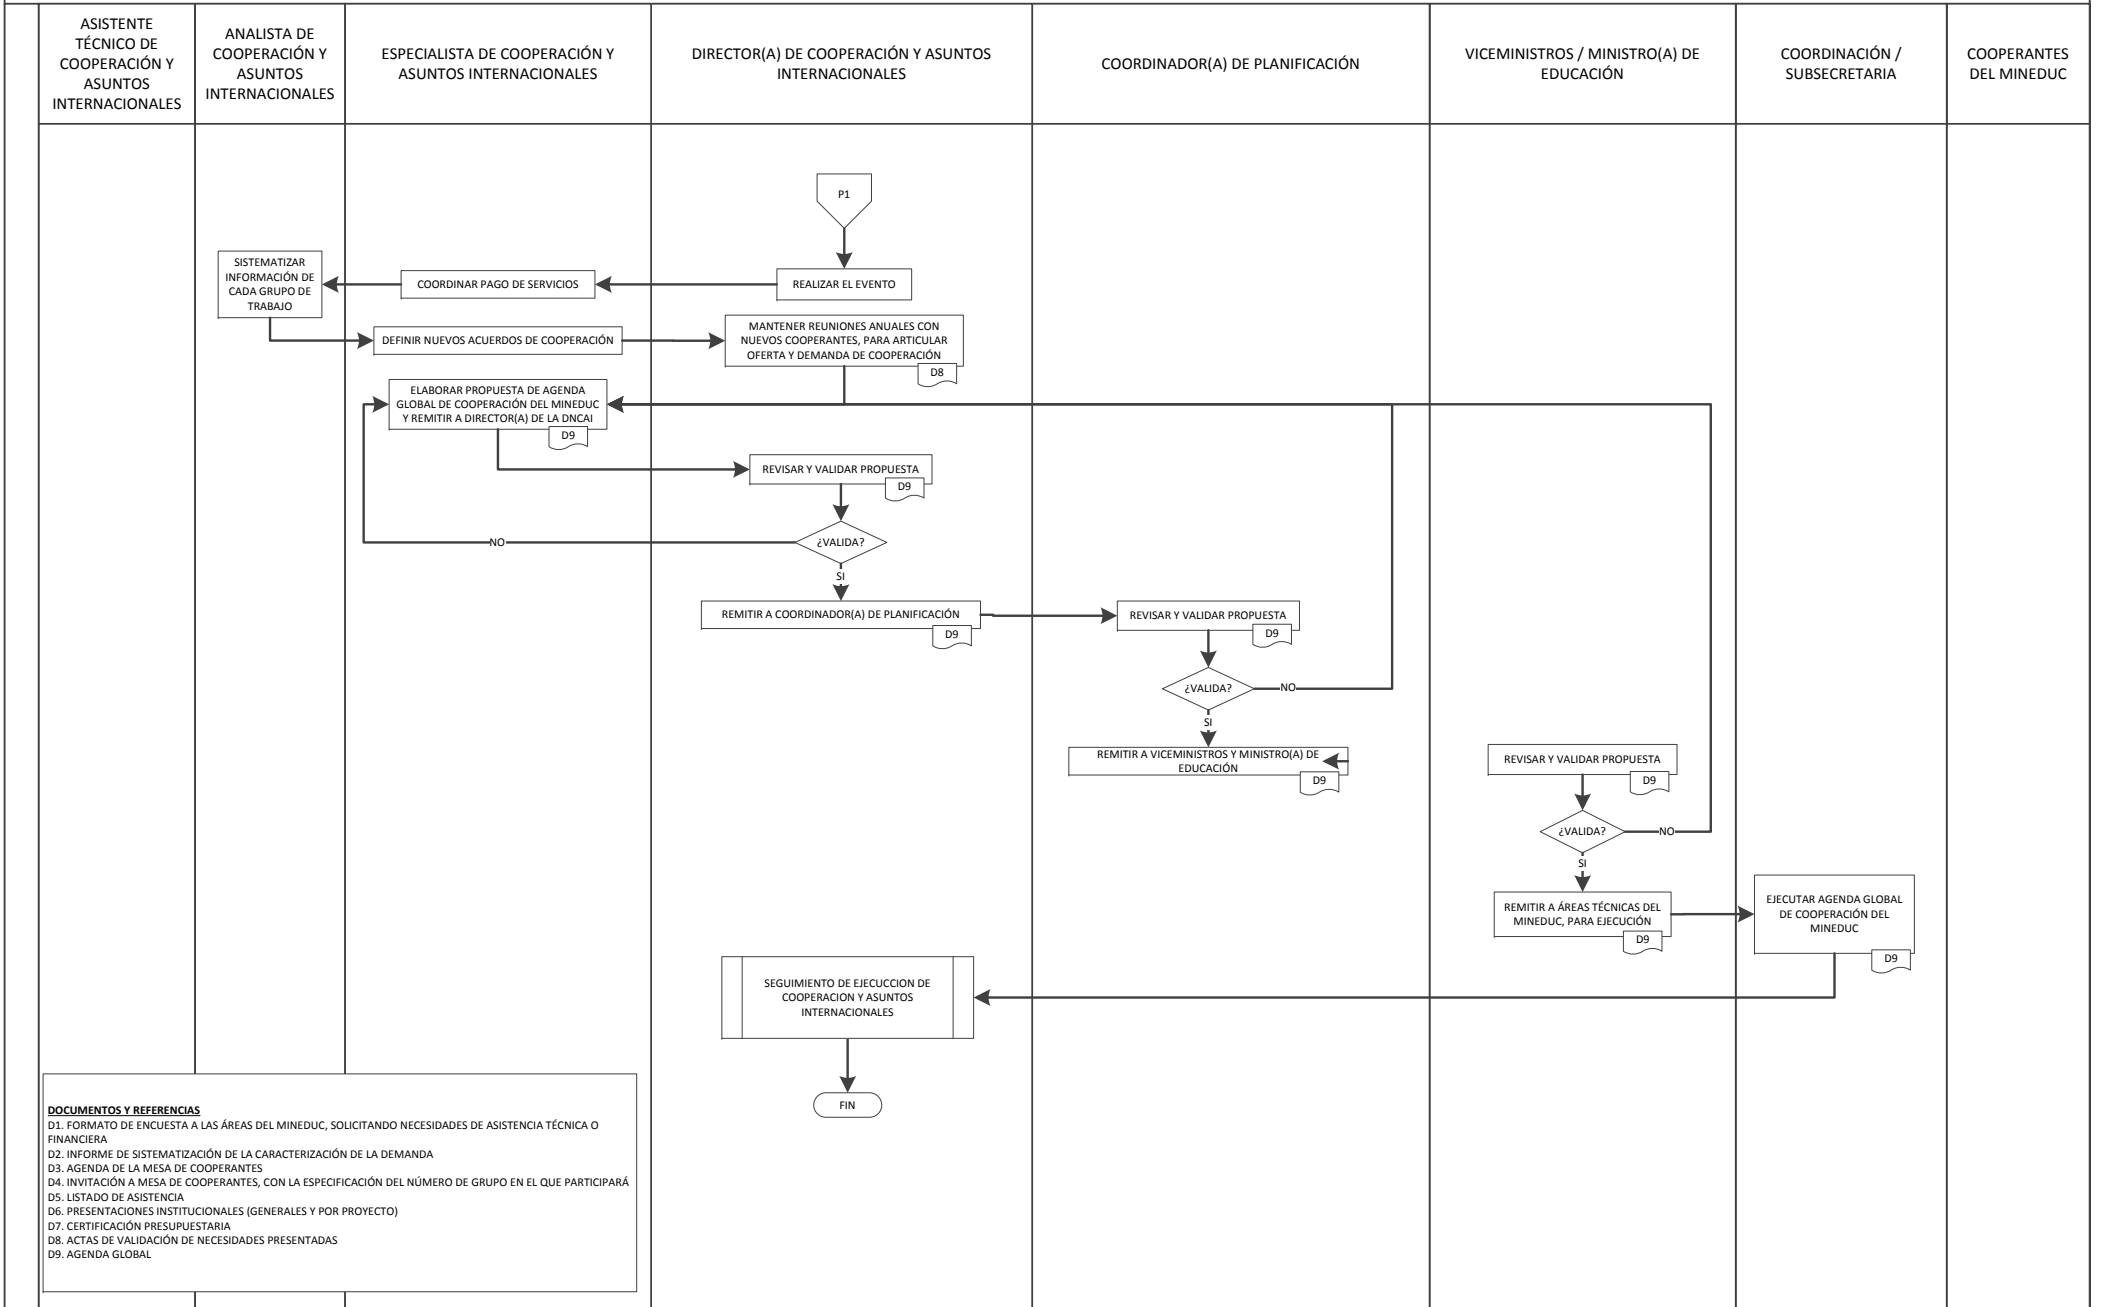 ASISTENTE
TÉCNICO DE
COOPERACIÓN Y
ASUNTOS
INTERNACIONALES
ANALISTA DE
COOPERACIÓN Y
ASUNTOS
INTERNACIONALES
ESPECIALISTA DE COOPERACIÓN Y
ASUNTOS INTERNACIONALES
DIRECTOR(A) DE COOPERACIÓN Y ASUNTOS
INTERNACIONALES
COORDINADOR(A) DE PLANIFICACIÓN
VICEMINISTROS / MINISTRO(A) DE
EDUCACIÓN
COORDINACIÓN /
SUBSECRETARIA
COOPERANTES
DEL MINEDUC
P1
REALIZAR EL EVENTO
COORDINAR PAGO DE SERVICIOS
SISTEMATIZAR
INFORMACIÓN DE
CADA GRUPO DE
TRABAJO
DEFINIR NUEVOS ACUERDOS DE COOPERACIÓN
MANTENER REUNIONES ANUALES CON
NUEVOS COOPERANTES, PARA ARTICULAR
OFERTA Y DEMANDA DE COOPERACIÓN
D8
ELABORAR PROPUESTA DE AGENDA
GLOBAL DE COOPERACIÓN DEL MINEDUC
Y REMITIR A DIRECTOR(A) DE LA DNCAI
D9
REVISAR Y VALIDAR PROPUESTA
D9
¿VALIDA?
NO
SI
REMITIR A COORDINADOR(A) DE PLANIFICACIÓN
D9
REVISAR Y VALIDAR PROPUESTA
D9
¿VALIDA?
NO
SI
REMITIR A VICEMINISTROS Y MINISTRO(A) DE
EDUCACIÓN
D9
REVISAR Y VALIDAR PROPUESTA
D9
¿VALIDA?
NO
SI
REMITIR A ÁREAS TÉCNICAS DEL
MINEDUC, PARA EJECUCIÓN
D9
EJECUTAR AGENDA GLOBAL
DE COOPERACIÓN DEL
MINEDUC
D9
SEGUIMIENTO DE EJECUCCION DE
COOPERACION Y ASUNTOS
INTERNACIONALES
FIN
DOCUMENTOS Y REFERENCIAS
D1. FORMATO DE ENCUESTA A LAS ÁREAS DEL MINEDUC, SOLICITANDO NECESIDADES DE ASISTENCIA TÉCNICA O
FINANCIERA
D2. INFORME DE SISTEMATIZACIÓN DE LA CARACTERIZACIÓN DE LA DEMANDA
D3. AGENDA DE LA MESA DE COOPERANTES
D4. INVITACIÓN A MESA DE COOPERANTES, CON LA ESPECIFICACIÓN DEL NÚMERO DE GRUPO EN EL QUE PARTICIPARÁ
D5. LISTADO DE ASISTENCIA
D6. PRESENTACIONES INSTITUCIONALES (GENERALES Y POR PROYECTO)
D7. CERTIFICACIÓN PRESUPUESTARIA
D8. ACTAS DE VALIDACIÓN DE NECESIDADES PRESENTADAS
D9. AGENDA GLOBAL